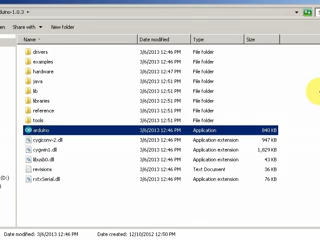 duino-1.0.3
Share with
New folder
Name Date modified Type Size
drivers 3/6/2013 12:46 PM File folder
examples 3/6/2013 12:46 PM File folder
hardware 3/6/2013 12:47 PM File folder
java 3/6/2013 12:51 PM File folder
lib 3/6/2013 12:51 PM File folder
libraries 3/6/2013 12:51 PM File folder
reference 3/6/2013 12:51 PM File folder
tools 3/6/2013 12:51 PM File folder
arduino 3/6/2013 12:46 PM Application 840 KB
cygiconv-2.dll 3/6/2013 12:46 PM Application extension 947 KB
cygwin1.dll 3/6/2013 12:46 PM Application extension 1,829 KB
libusb0.dll 3/6/2013 12:46 PM Application extension 43 KB
revisions 3/6/2013 12:46 PM Text Document 36 KB
rxtxSerial.dll 3/6/2013 12:46 PM Application extension 76 KB
(D:)
Date modified: 3/6/2013 12:46 PM Date created: 12/10/2012 12:50 PM